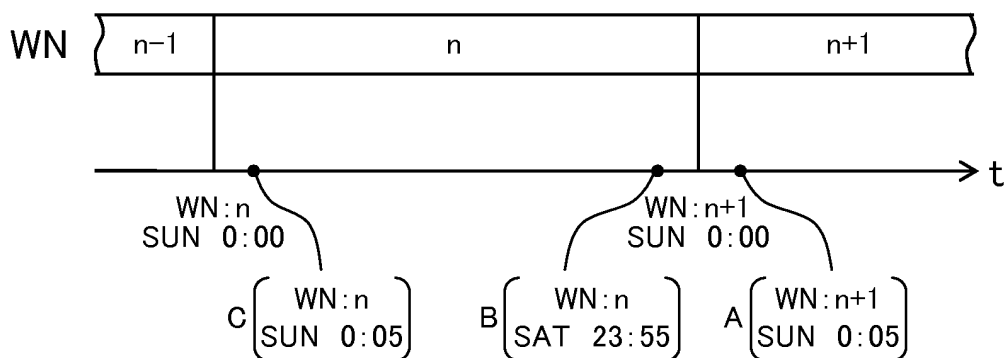 WN n-1 n n+1
t
WN:n
SUN 0:00
WN:n+1
SUN 0:00
C WN:n
SUN 0:05
B WN:n
SAT 23:55
A WN:n+1
SUN 0:05